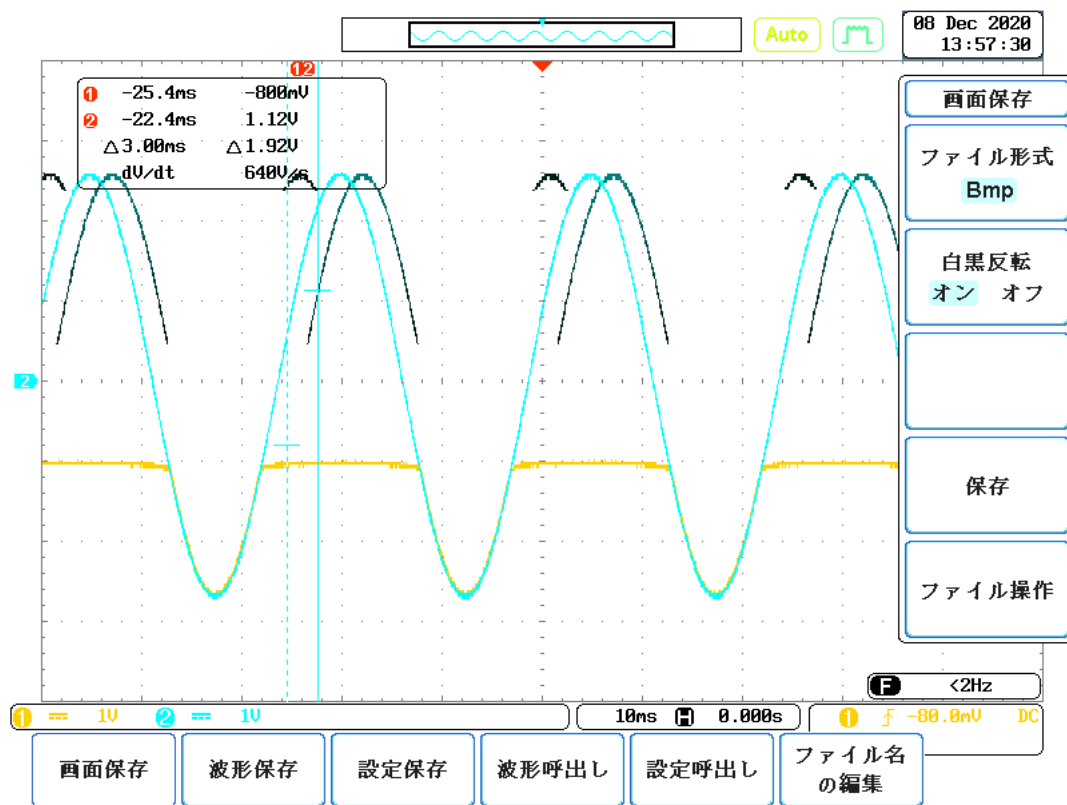 Auto
08 Dec 2020
13:57:30
1 2
1 -25.4ms -800mV
2 -22.4ms 1.12V
△3.00ms △1.92V
dV/dt 640V/s
画面保存
ファイル形式
Bmp
白黒反転
オン オフ
2
保存
ファイル操作
F <2Hz
1 1V 2 1V
10ms H 0.000s
1 -80.0mV DC
画面保存
波形保存
設定保存
波形呼出し
設定呼出し
ファイル名
の編集